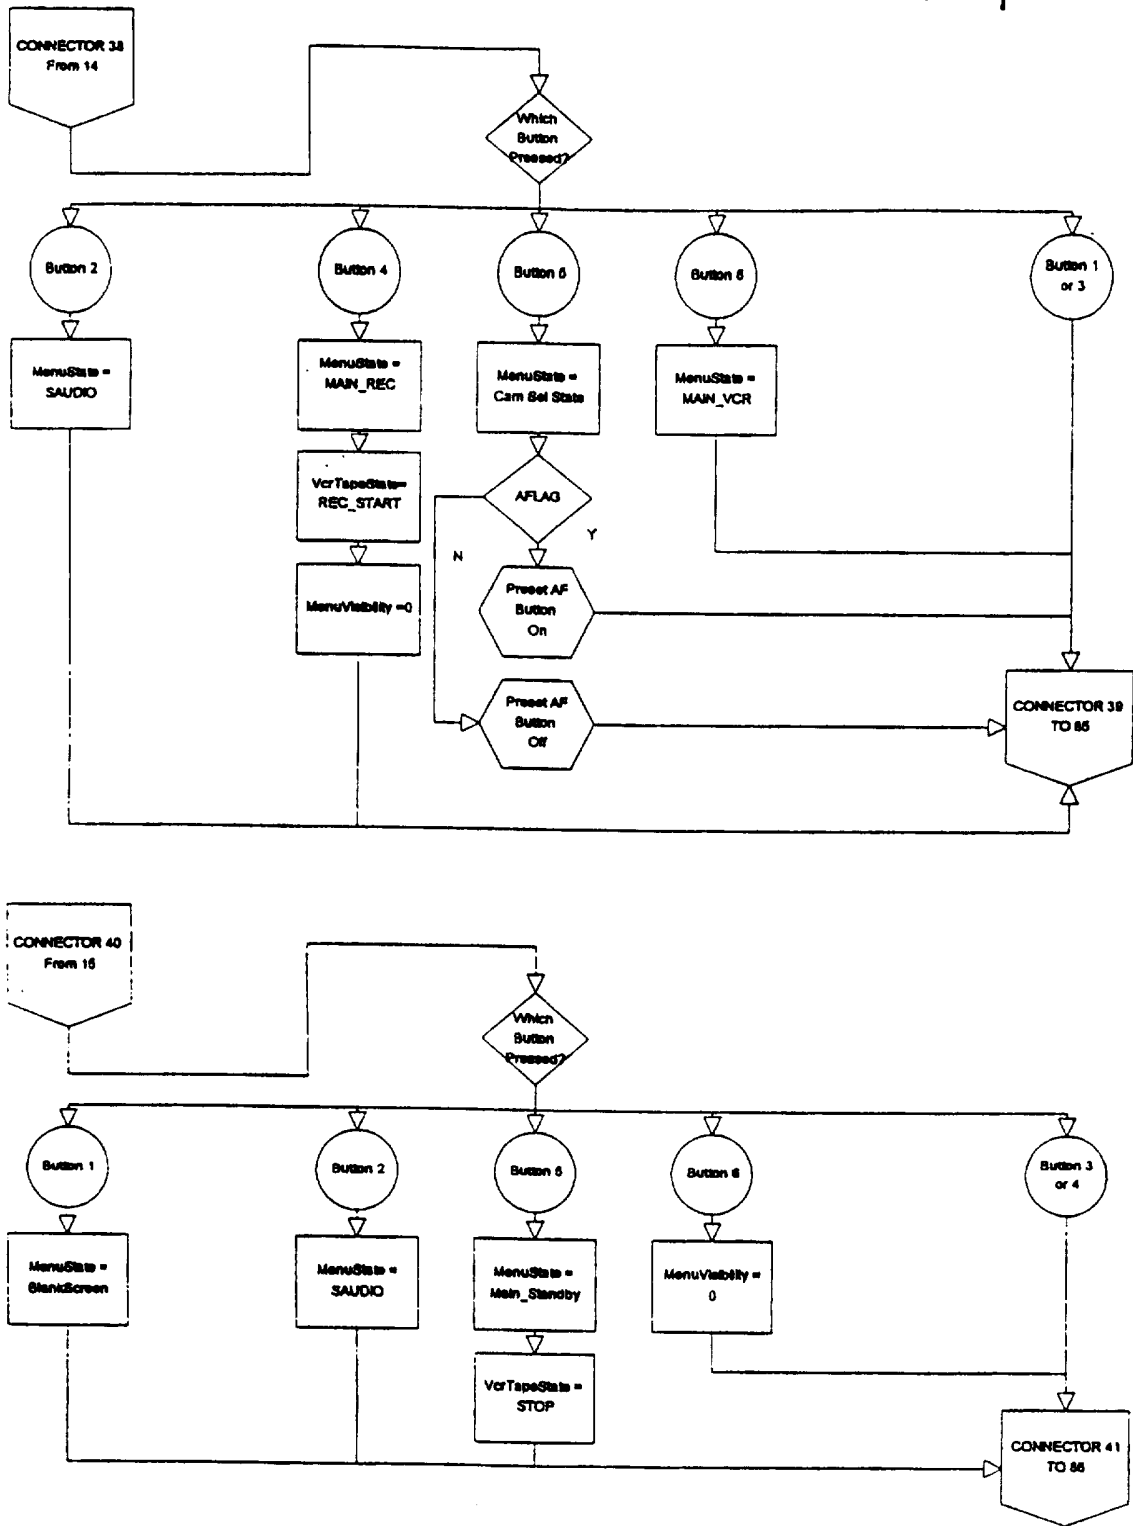 CONNECTOR 38
From 14
Which
Button
Pressed?
Button 2
Button 4
Button 5
Button 6
Button 1
or 3
MenuState =
SAUDIO
MenuState =
MAIN_REC
MenuState =
Cam Sel State
MenuState =
MAIN_VCR
VcrTapeState=
REC_START
AFLAG
Y
N
MenuVisibility =0
Preset AF
Button
On
Preset AF
Button
Off
CONNECTOR 39
TO
CONNECTOR 40
From 15
Which
Button
Pressed?
Button 1
Button 2
Button 5
Button 6
Button 3
or 4
MenuState =
BlankScreen
MenuState =
SAUDIO
MenuState =
Main_Standby
MenuVisibility =
0
VcrTapeState =
STOP
CONNECTOR 41
TO